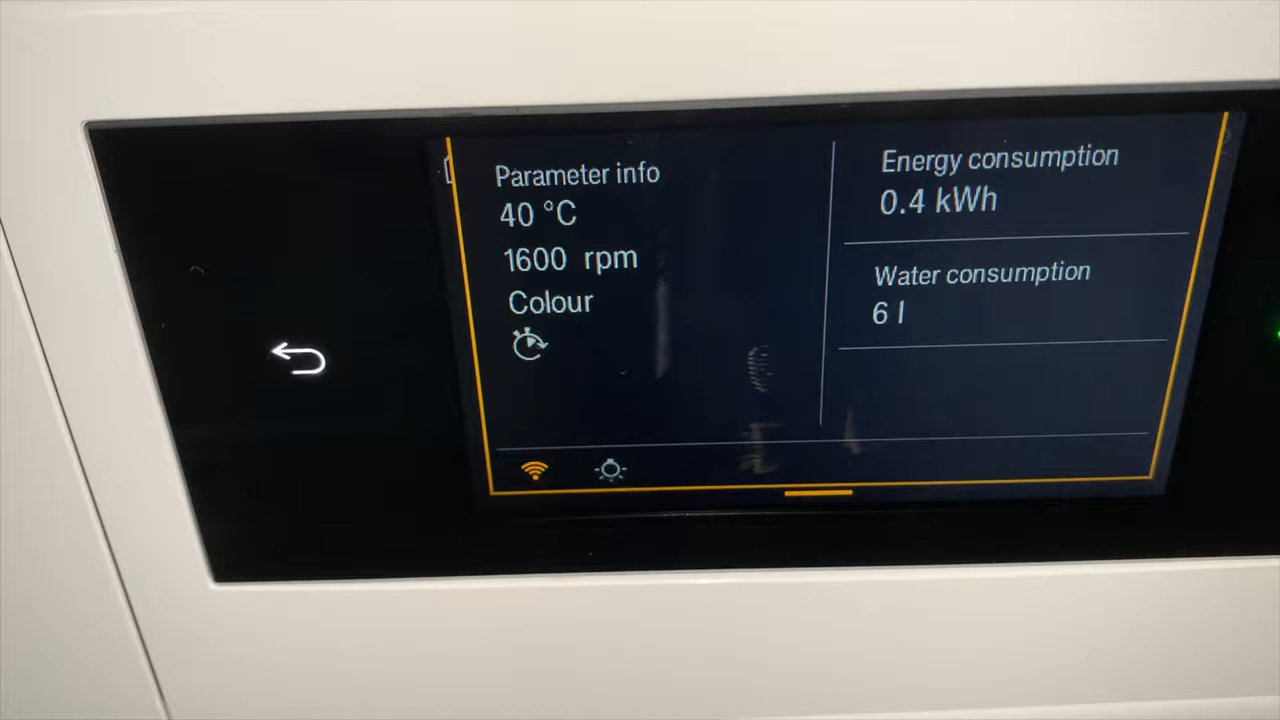 Parameter info
40 °C
1600 rpm
Colour
Energy consumption
0.4 kWh
Water consumption
6 l